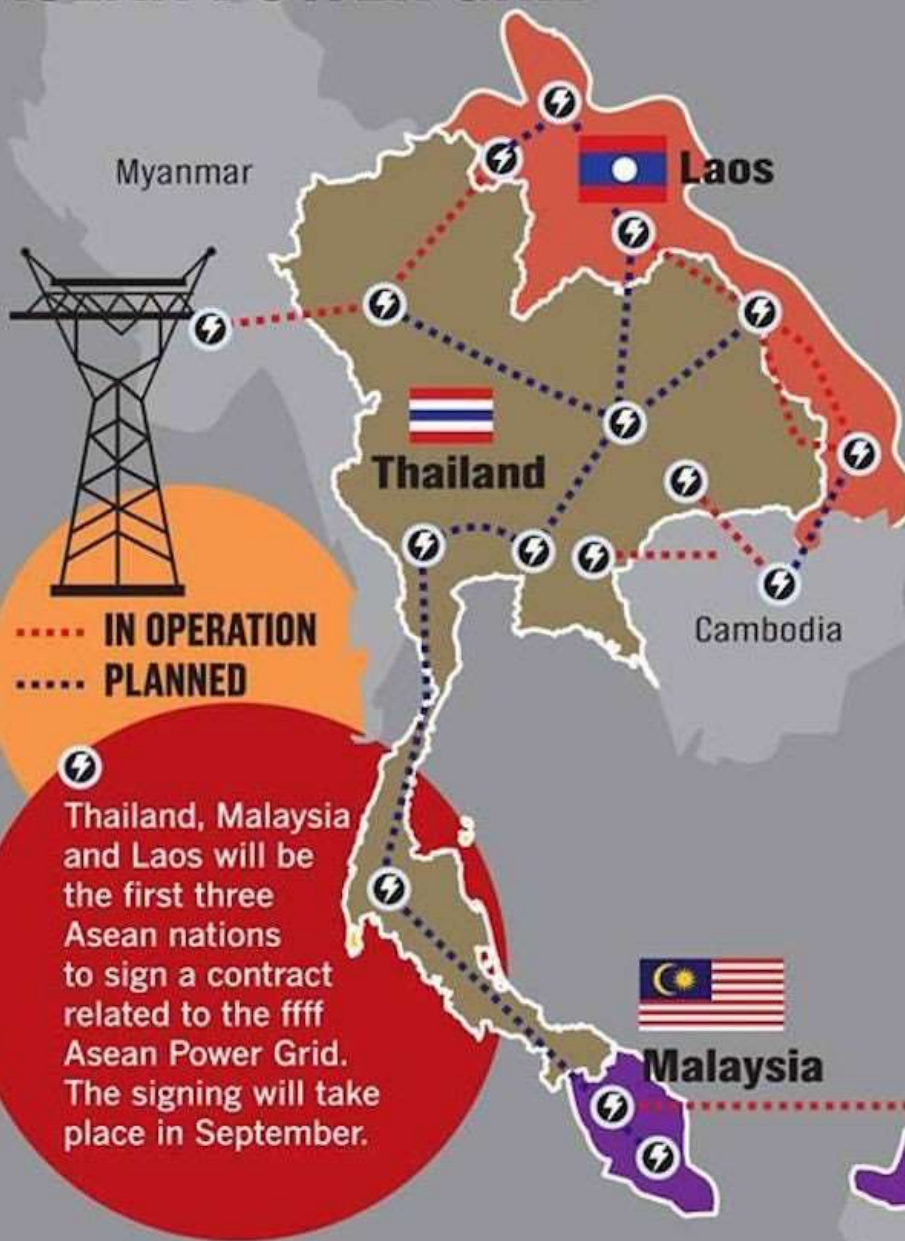 Myanmar
Laos
Thailand
Cambodia
IN OPERATION
PLANNED
Thailand, Malaysia
and Laos will be
the first three
Asean nations
to sign a contract
related to the ffff
Asean Power Grid.
The signing will take
place in September.
Malaysia